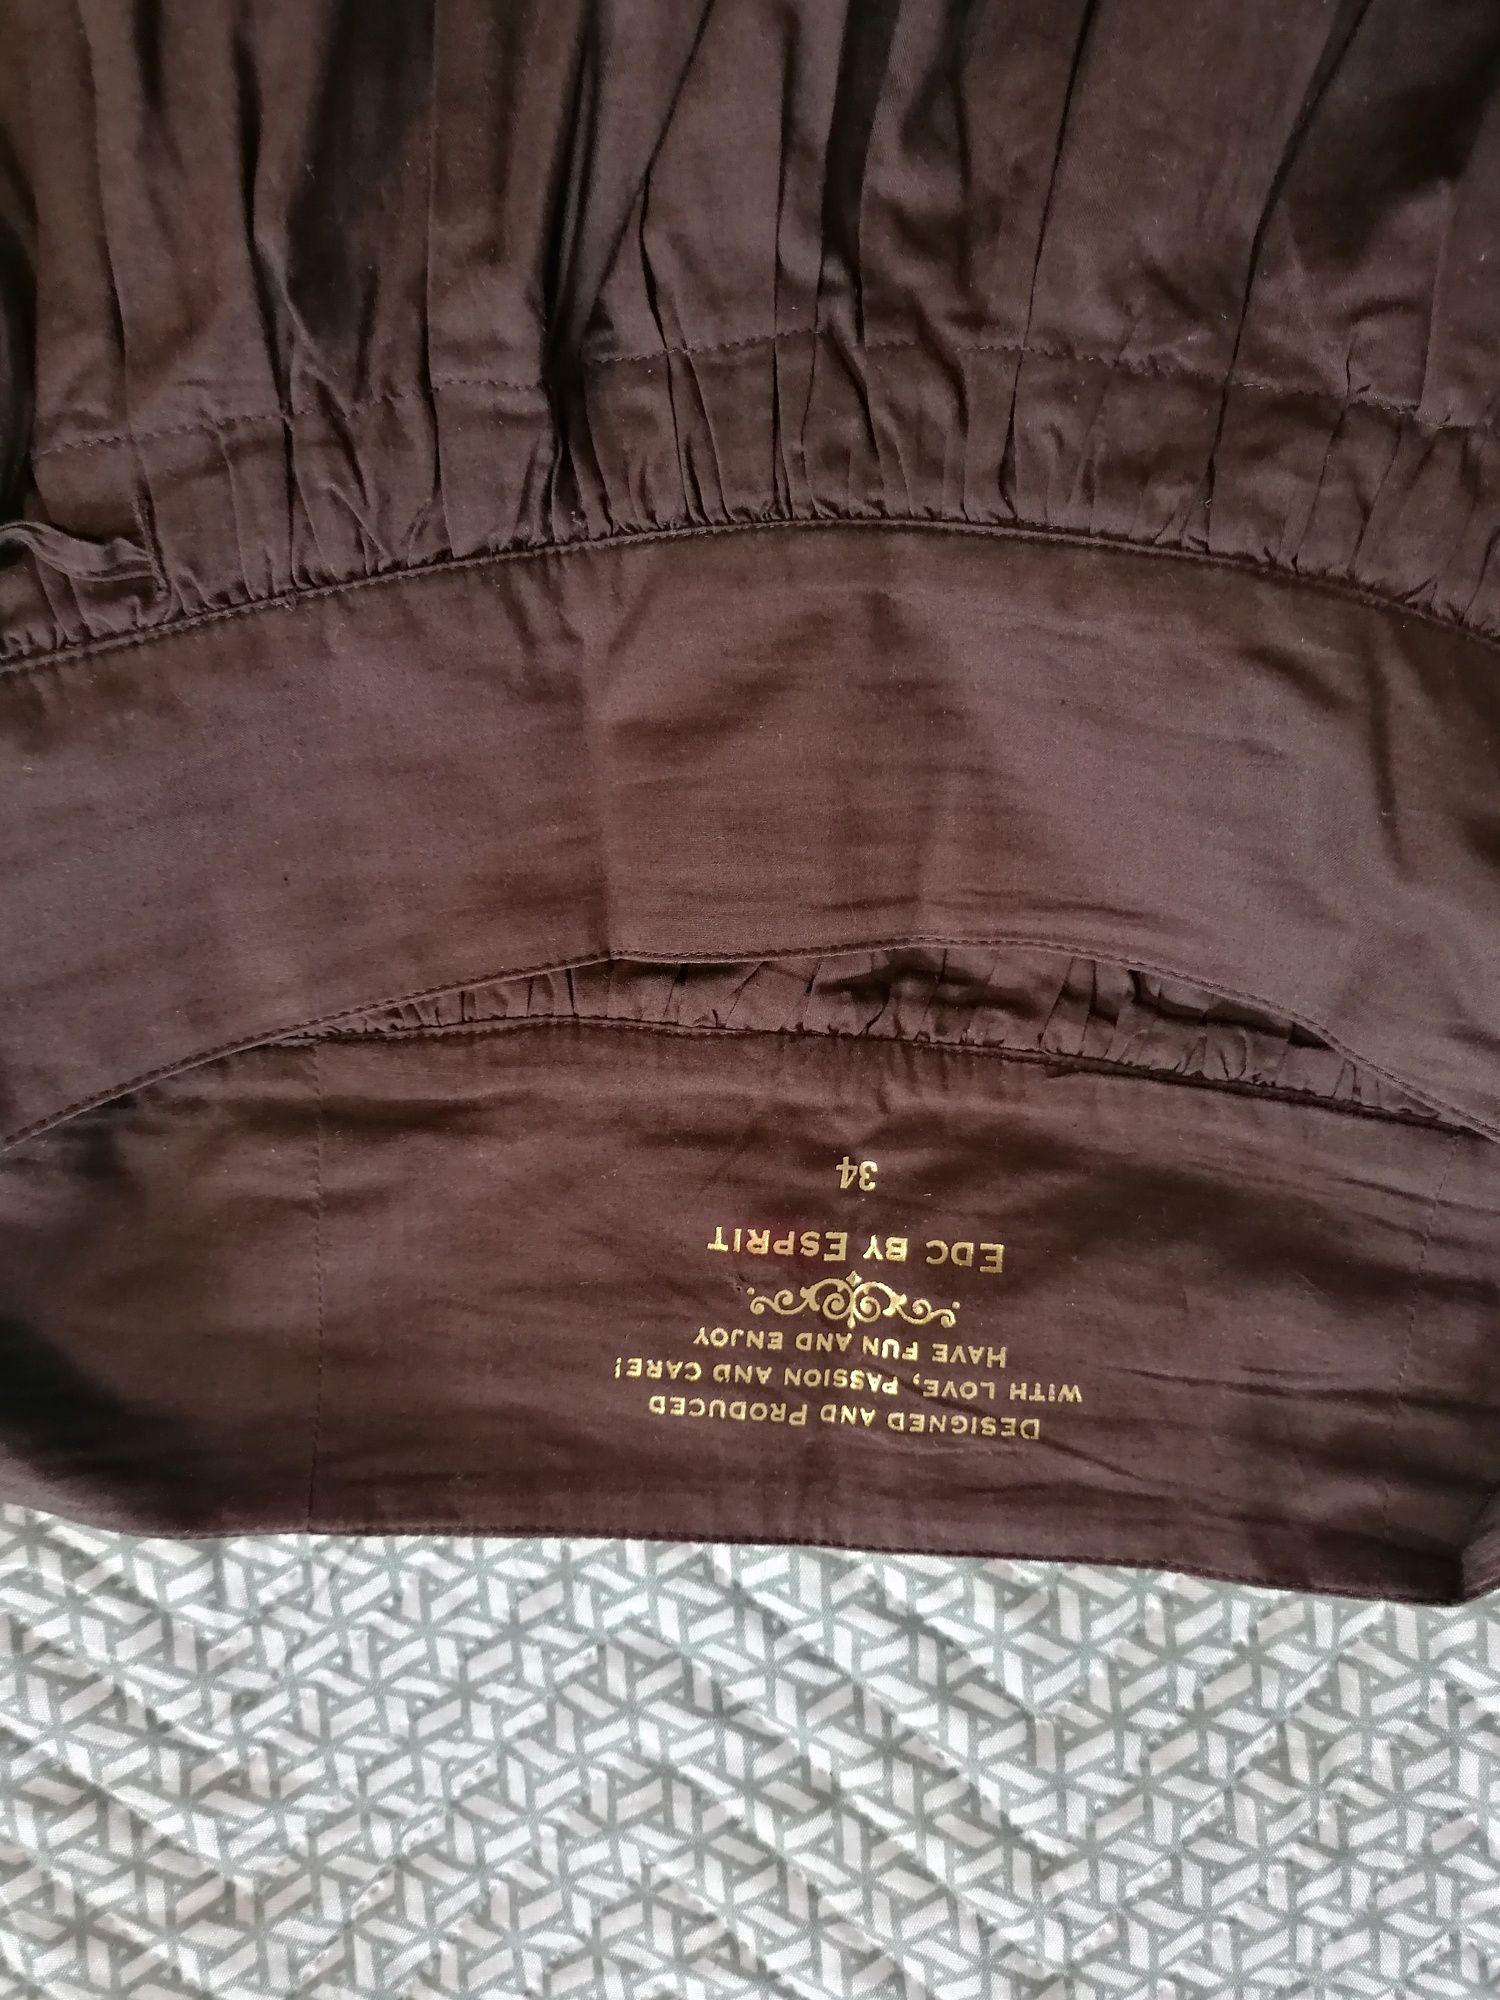 DESIGNED AND PRODUCED
WITH LOVE, PASSION AND CARE!
HAVE FUN AND ENJOY
EDC BY ESPRIT
34